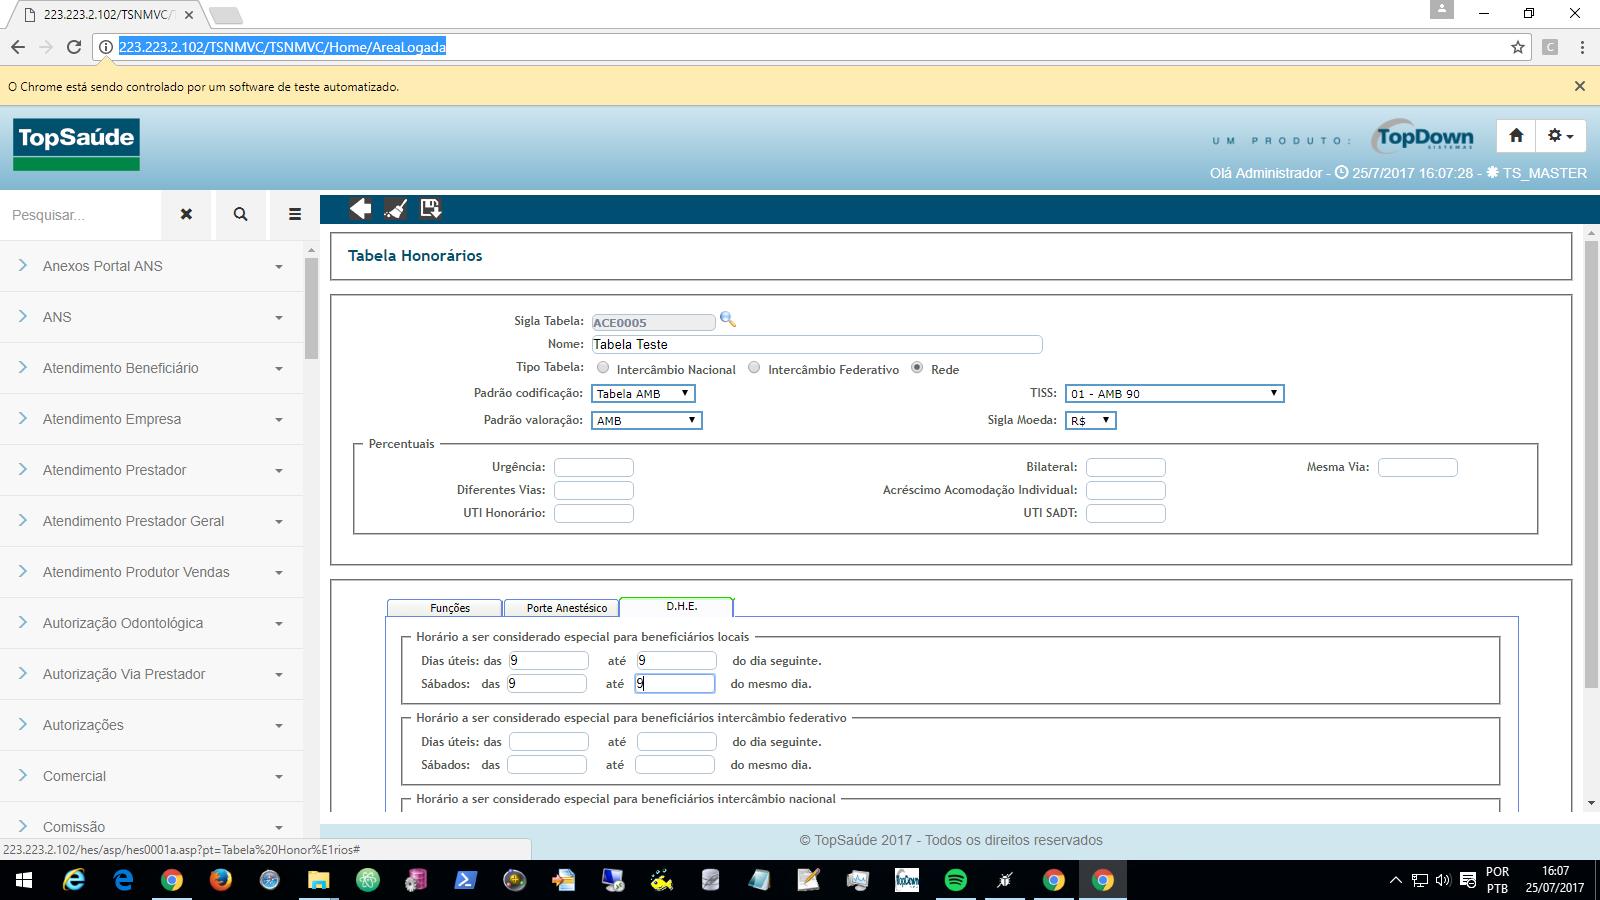 223.223.2.102/TSNMVC/T
223.223.2.102/TSNMVC/TSNMVC/Home/AreaLogada
C
O Chrome está sendo controlado por um software de teste automatizado.
TopSaúde
UM PRODUTO:
TopDown
SISTEMAS
Olá Administrador - 25/7/2017 16:07:28 - TS_MASTER
Pesquisar...
Anexos Portal ANS
ANS
Atendimento Beneficiário
Atendimento Empresa
Atendimento Prestador
Atendimento Prestador Geral
Atendimento Produtor Vendas
Autorização Odontológica
Autorização Via Prestador
Autorizações
Comercial
Comissão
Tabela Honorários
Sigla Tabela: ACE0005
Nome: Tabela Teste
Tipo Tabela: Intercâmbio Nacional Intercâmbio Federativo Rede
Padrão codificação: Tabela AMB TISS: 01 - AMB 90
Padrão valoração: AMB Sigla Moeda: R$
Percentuais
Urgência: Bilateral: Mesma Via:
Diferentes Vias: Acréscimo Acomodação Individual:
UTI Honorário: UTI SADT:
Funções Porte Anestésico D.H.E.
Horário a ser considerado especial para beneficiários locais
Dias úteis: das 9 até 9 do dia seguinte.
Sábados: das 9 até 9 do mesmo dia.
Horário a ser considerado especial para beneficiários intercâmbio federativo
Dias úteis: das até do dia seguinte.
Sábados: das até do mesmo dia.
Horário a ser considerado especial para beneficiários intercâmbio nacional
© TopSaúde 2017 - Todos os direitos reservados
223.223.2.102/hes/asp/hes0001a.asp?pt=Tabela%20Honor%E1rios#
TopDown
POR
PTB
16:07
25/07/2017